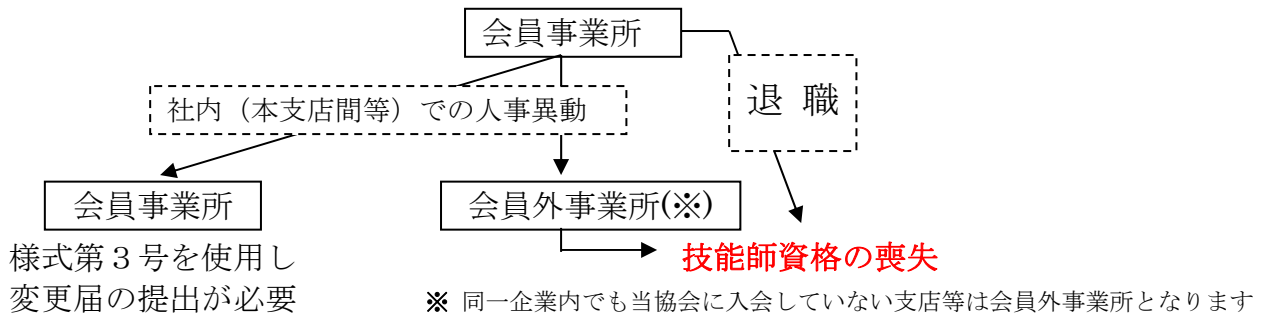 会員事業所
社内（本支店間等）での人事異動
退 職
会員事業所
会員外事業所(※)
様式第３号を使用し
変更届の提出が必要
技能師資格の喪失
※ 同一企業内でも当協会に入会していない支店等は会員外事業所となります